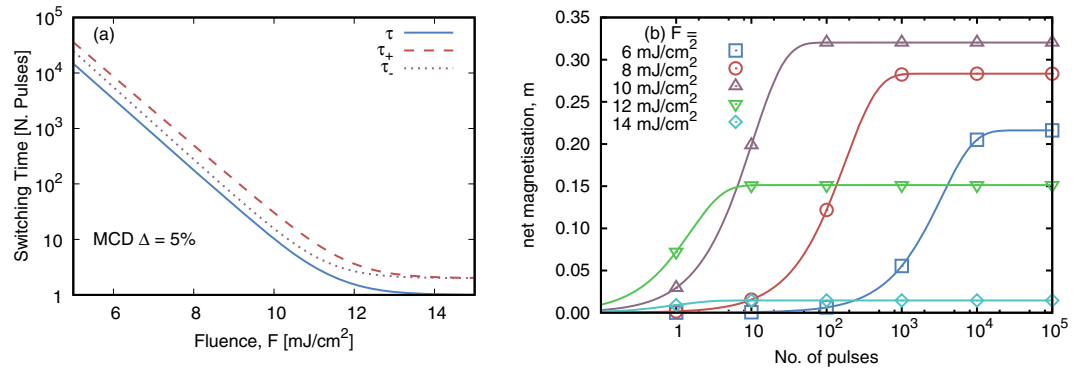 (a)
τ
τ+
τ-
MCD Δ = 5%
Switching Time [N. Pulses]
10^5
10^4
10^3
10^2
10
1
6
8
10
12
14
Fluence, F [mJ/cm^2]
(b) F =
6 mJ/cm^2
8 mJ/cm^2
10 mJ/cm^2
12 mJ/cm^2
14 mJ/cm^2
net magnetisation, m
0.35
0.30
0.25
0.20
0.15
0.10
0.05
0.00
1
10
10^2
10^3
10^4
10^5
No. of pulses